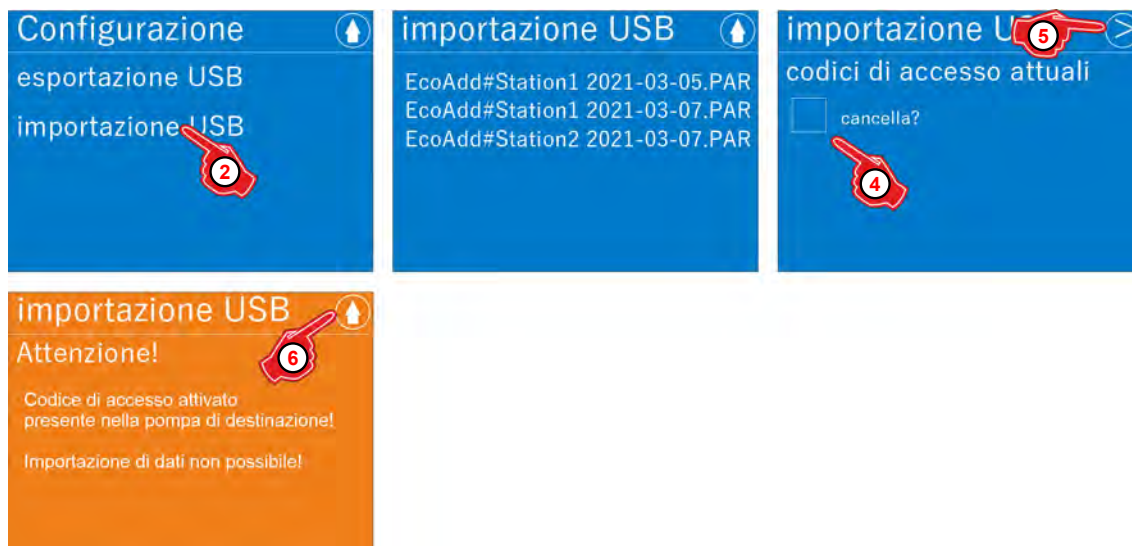 Configurazione
esportazione USB
importazione USB
2
importazione USB
EcoAdd#Station1 2021-03-05.PAR
EcoAdd#Station1 2021-03-07.PAR
EcoAdd#Station2 2021-03-07.PAR
importazione U
5
>
codici di accesso attuali
cancella?
4
importazione USB
6
Attenzione!
Codice di accesso attivato
presente nella pompa di destinazione!
Importazione di dati non possibile!